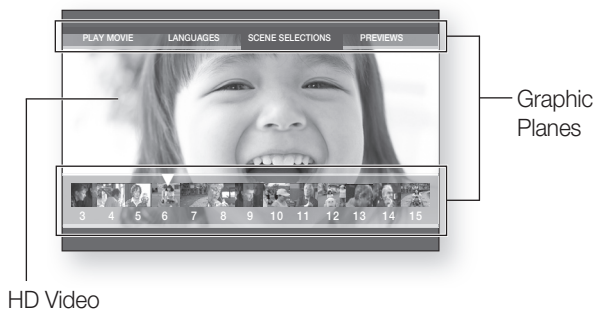 PLAY MOVIE LANGUAGES SCENE SELECTIONS PREVIEWS
Graphic
Planes
3 4 5 6 7 8 9 10 11 12 13 14 15
HD Video